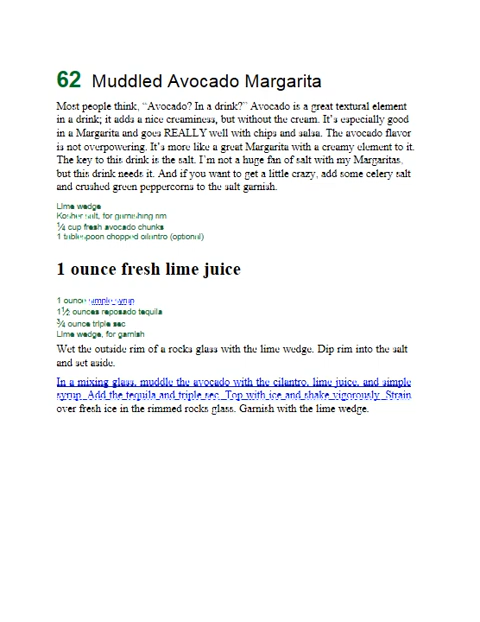 62 Muddled Avocado Margarita
Most people think, “Avocado? In a drink?” Avocado is a great textural element
in a drink; it adds a nice creaminess, but without the cream. It’s especially good
in a Margarita and goes REALLY well with chips and salsa. The avocado flavor
is not overpowering. It’s more like a great Margarita with a creamy element to it.
The key to this drink is the salt. I’m not a huge fan of salt with my Margaritas,
but this drink needs it. And if you want to get a little crazy, add some celery salt
and crushed green peppercorns to the salt garnish.
Lime wedge
Kosher salt, for garnishing rim
¼ cup fresh avocado chunks
1 tablespoon chopped cilantro (optional)
1 ounce fresh lime juice
1 ounce simple syrup
1½ ounces reposado tequila
¾ ounce triple sec
Lime wedge, for garnish
Wet the outside rim of a rocks glass with the lime wedge. Dip rim into the salt
and set aside.
In a mixing glass, muddle the avocado with the cilantro, lime juice, and simple
syrup. Add the tequila and triple sec. Top with ice and shake vigorously. Strain
over fresh ice in the rimmed rocks glass. Garnish with the lime wedge.